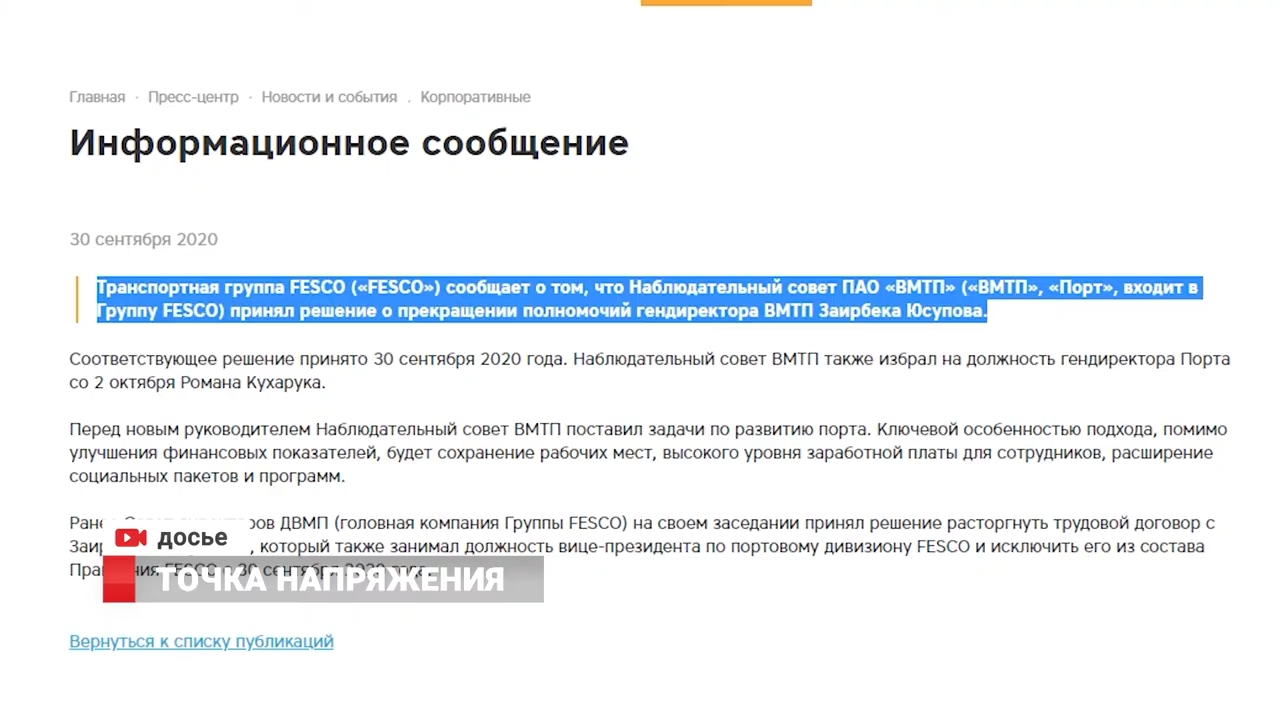 Главная · Пресс-центр · Новости и события . Корпоративные
Информационное сообщение
30 сентября 2020
Транспортная группа FESCO («FESCO») сообщает о том, что Наблюдательный совет ПАО «ВМТП» («ВМТП», «Порт», входит в
Группу FESCO) принял решение о прекращении полномочий гендиректора ВМТП Заирбека Юсупова.
Соответствующее решение принято 30 сентября 2020 года. Наблюдательный совет ВМТП также избрал на должность гендиректора Порта
со 2 октября Романа Кухарука.
Перед новым руководителем Наблюдательный совет ВМТП поставил задачи по развитию порта. Ключевой особенностью подхода, помимо
улучшения финансовых показателей, будет сохранение рабочих мест, высокого уровня заработной платы для сотрудников, расширение
социальных пакетов и программ.
ДВМП (головная компания Группы FESCO) на своем заседании принял решение расторгнуть трудовой договор с
который также занимал должность вице-президента по портовому дивизиону FESCO и исключить его из состава
досье
ТОЧКА НАПРЯЖЕНИЯ
Вернуться к списку публикаций